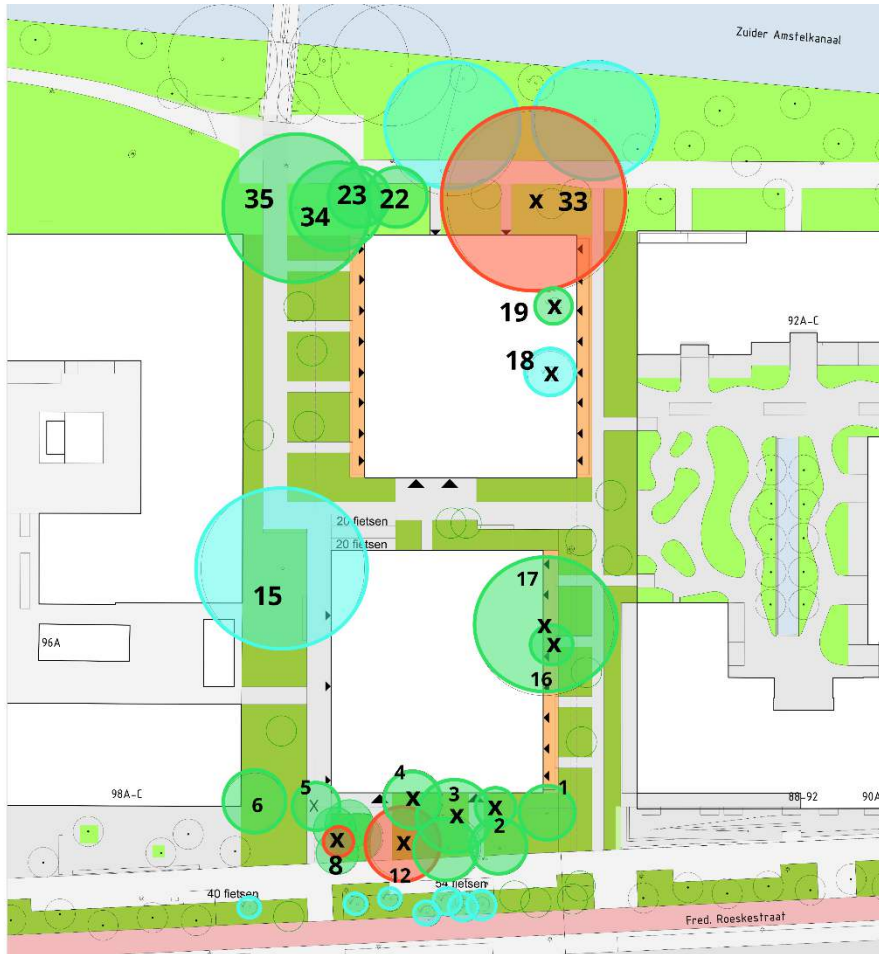 Zuider Amstelkanaal
35
34
23
22
x
33
19
x
92A-C
18
x
20 fietsen
20 fietsen
17
15
x
x
96A
16
4
5
3
1
98A-C
6
x
x
x
x
88-92
90A
2
x
x
8
12
40 fietsen
54 fietsen
Fred. Roeskestraat